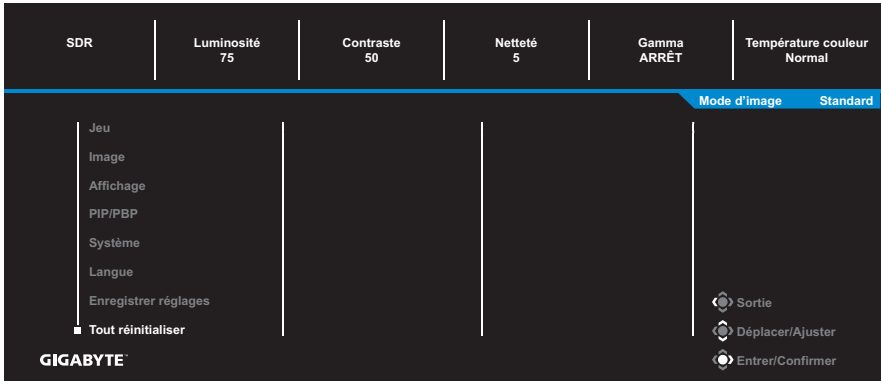 SDR
Luminosité
75
Contraste
50
Netteté
5
Gamma
ARRÊT
Température couleur
Normal
Mode d’image Standard
Jeu
Image
Affichage
PIP/PBP
Système
Langue
Enregistrer réglages
Tout réinitialiser
Sortie
Déplacer/Ajuster
Entrer/Confirmer
GIGABYTE™